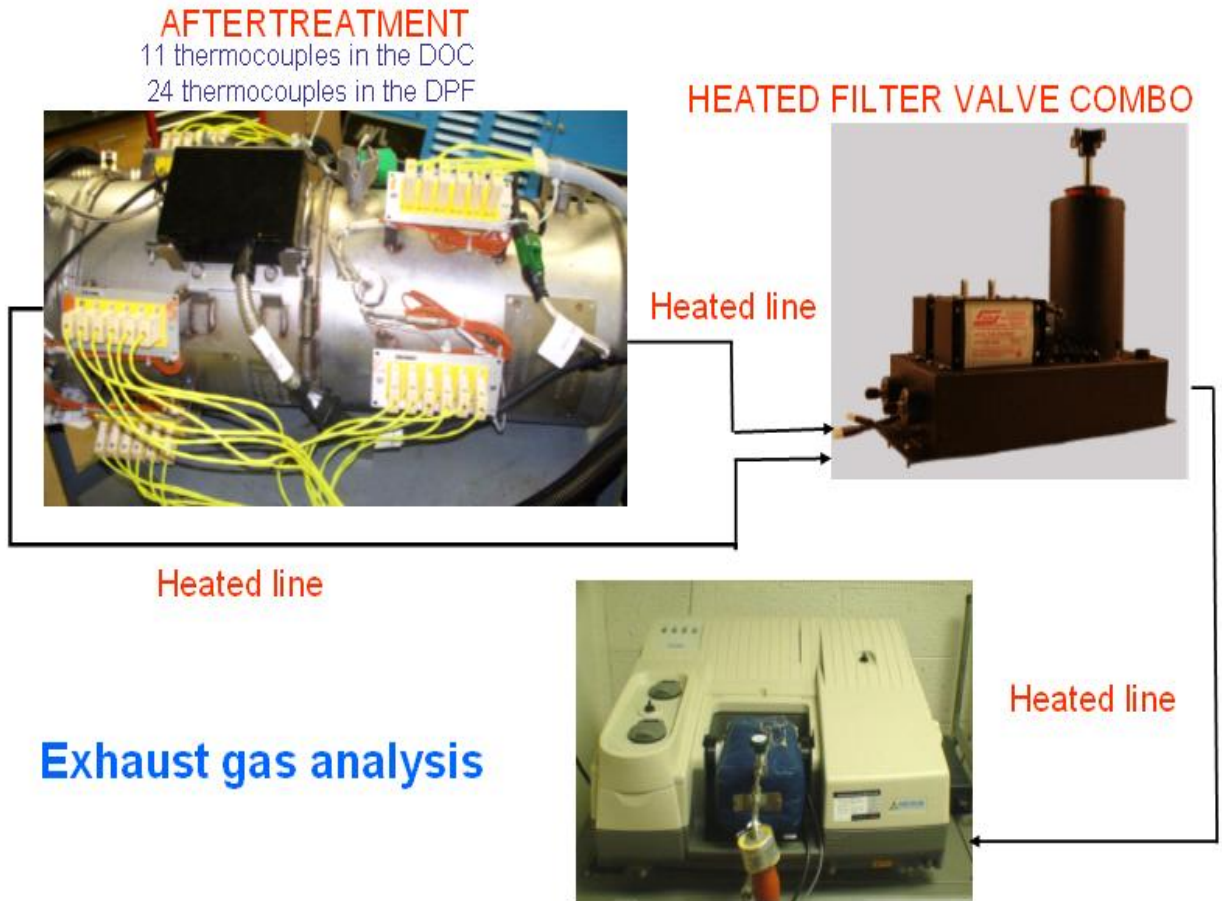 AFTERTREATMENT
11 thermocouples in the DOC
24 thermocouples in the DPF
HEATED FILTER VALVE COMBO
Heated line
Heated line
Heated line
Exhaust gas analysis